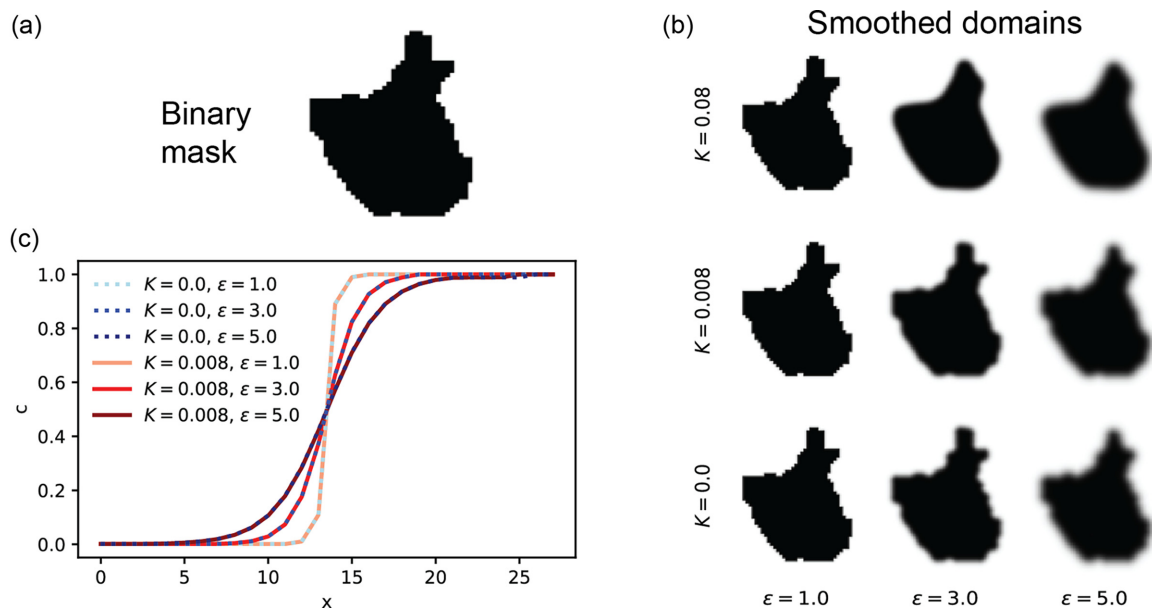 (a)
Binary
mask
(b)
Smoothed domains
K = 0.08
K = 0.008
K = 0.0
ε = 1.0
ε = 3.0
ε = 5.0
(c)
1.0
0.8
0.6
0.4
0.2
0.0
c
K = 0.0, ε = 1.0
K = 0.0, ε = 3.0
K = 0.0, ε = 5.0
K = 0.008, ε = 1.0
K = 0.008, ε = 3.0
K = 0.008, ε = 5.0
0 5 10 15 20 25
x